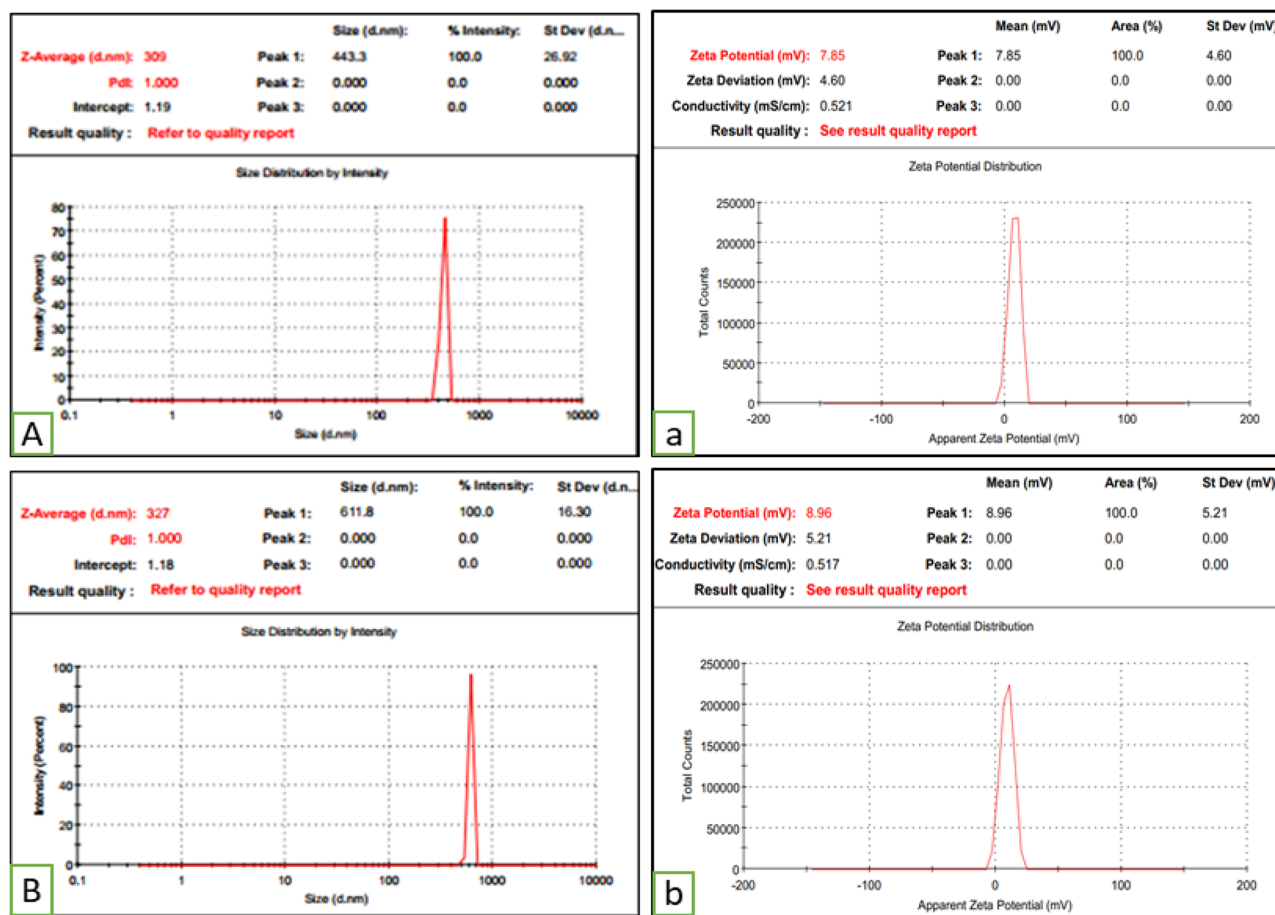 Size (d.nm): % Intensity: St Dev (d.n...
Z-Average (d.nm): 309 Peak 1: 443.3 100.0 26.92
PdI: 1.000 Peak 2: 0.000 0.0 0.000
Intercept: 1.19 Peak 3: 0.000 0.0 0.000
Result quality : Refer to quality report
Size Distribution by Intensity
80
70
60
50
40
30
20
10
0
Intensity (Percent)
0.1 1 10 100 1000 10000
Size (d.nm)
A
Mean (mV) Area (%) St Dev (mV)
Zeta Potential (mV): 7.85 Peak 1: 7.85 100.0 4.60
Zeta Deviation (mV): 4.60 Peak 2: 0.00 0.0 0.00
Conductivity (mS/cm): 0.521 Peak 3: 0.00 0.0 0.00
Result quality : See result quality report
Zeta Potential Distribution
250000
200000
150000
100000
50000
0
Total Counts
-200 -100 0 100 200
Apparent Zeta Potential (mV)
a
Size (d.nm): % Intensity: St Dev (d.n...
Z-Average (d.nm): 327 Peak 1: 611.8 100.0 16.30
PdI: 1.000 Peak 2: 0.000 0.0 0.000
Intercept: 1.18 Peak 3: 0.000 0.0 0.000
Result quality : Refer to quality report
Size Distribution by Intensity
100
80
60
40
20
0
Intensity (Percent)
0.1 1 10 100 1000 10000
Size (d.nm)
B
Mean (mV) Area (%) St Dev (mV)
Zeta Potential (mV): 8.96 Peak 1: 8.96 100.0 5.21
Zeta Deviation (mV): 5.21 Peak 2: 0.00 0.0 0.00
Conductivity (mS/cm): 0.517 Peak 3: 0.00 0.0 0.00
Result quality : See result quality report
Zeta Potential Distribution
250000
200000
150000
100000
50000
0
Total Counts
-200 -100 0 100 200
Apparent Zeta Potential (mV)
b